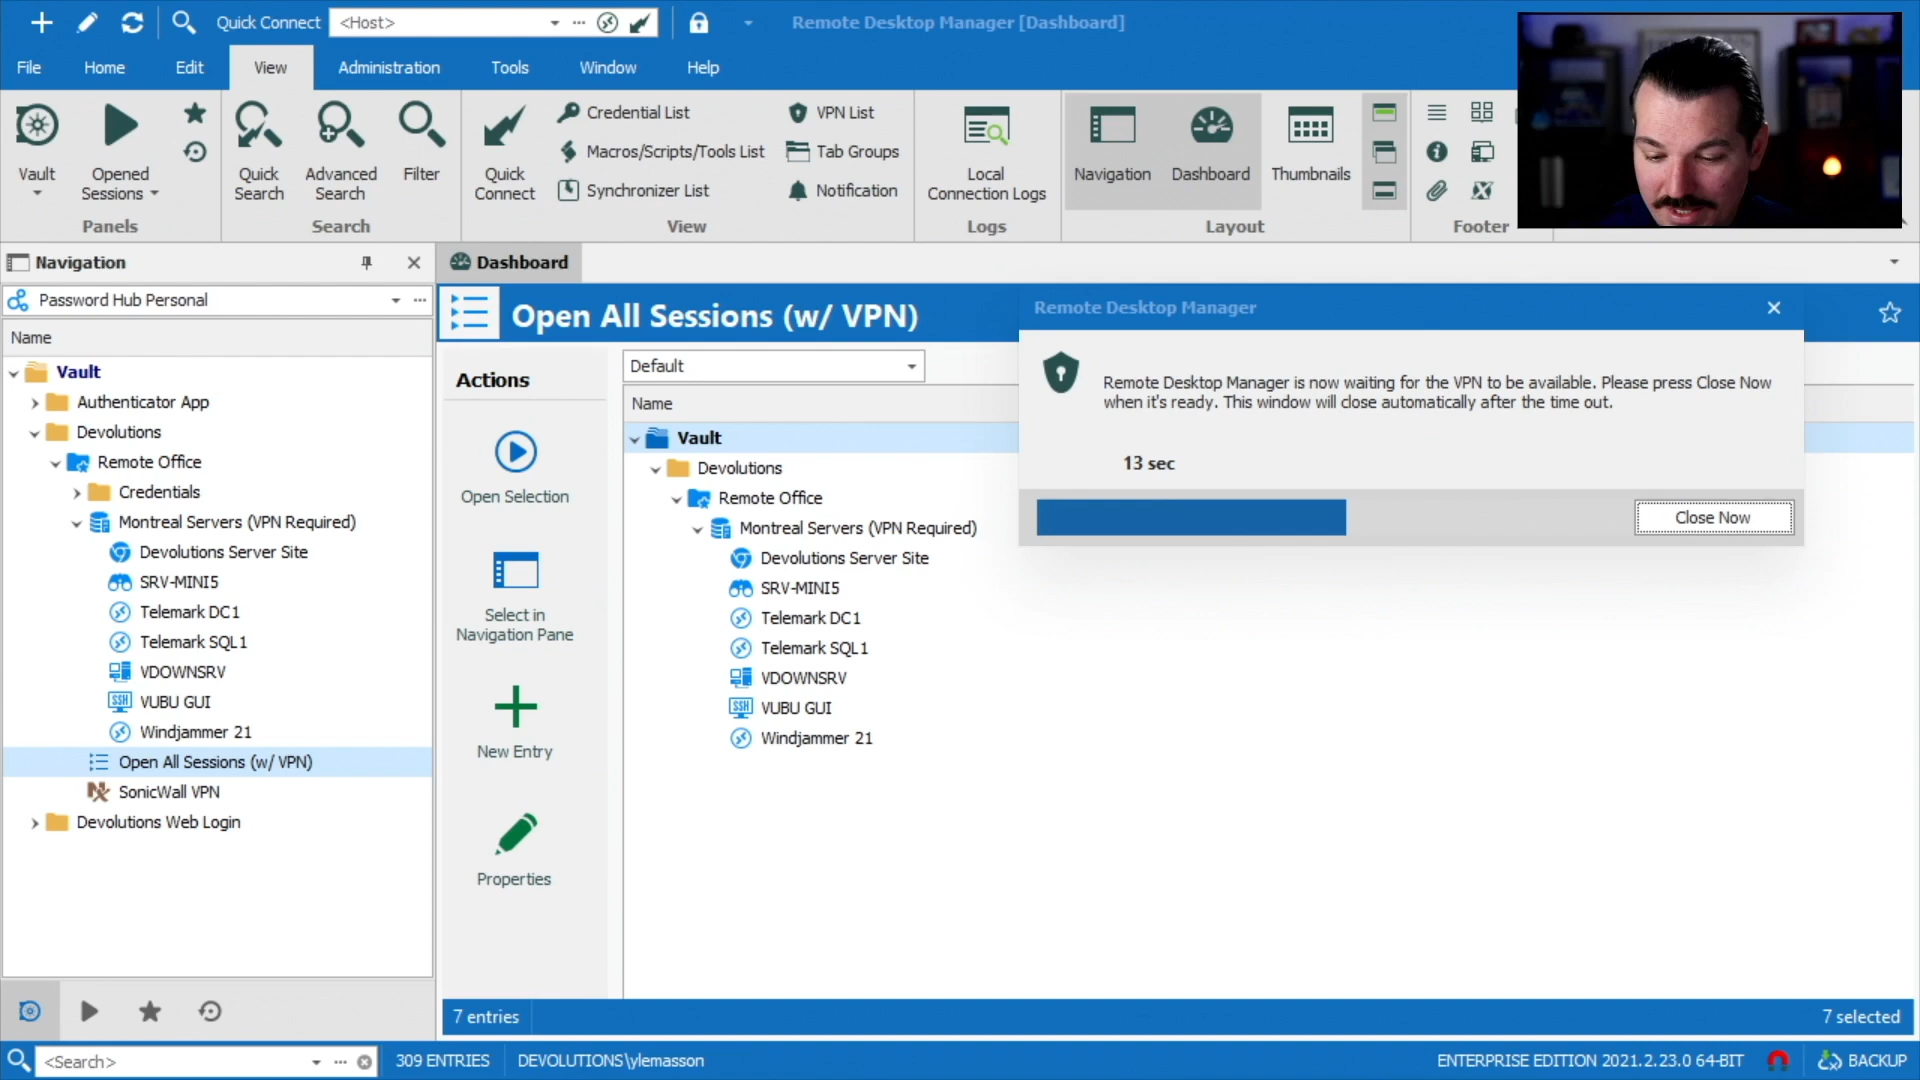 Quick Connect <Host> Remote Desktop Manager [Dashboard]
File Home Edit View Administration Tools Window Help
Vault
Opened Sessions
Panels
Quick Search
Advanced Search
Filter
Search
Quick Connect
Credential List
Macros/Scripts/Tools List
Synchronizer List
VPN List
Tab Groups
Notification
View
Local Connection Logs
Logs
Navigation
Dashboard
Thumbnails
Layout
Footer
Navigation
Password Hub Personal
Name
Vault
Authenticator App
Devolutions
Remote Office
Credentials
Montreal Servers (VPN Required)
Devolutions Server Site
SRV-MINI5
Telemark DC1
Telemark SQL1
VDOWNSRV
SSH VUBU GUI
Windjammer 21
Open All Sessions (w/ VPN)
SonicWall VPN
Devolutions Web Login
Dashboard
Open All Sessions (w/ VPN)
Actions
Open Selection
Select in
Navigation Pane
New Entry
Properties
Default
Name
Vault
Devolutions
Remote Office
Montreal Servers (VPN Required)
Devolutions Server Site
SRV-MINI5
Telemark DC1
Telemark SQL1
VDOWNSRV
SSH VUBU GUI
Windjammer 21
Remote Desktop Manager
Remote Desktop Manager is now waiting for the VPN to be available. Please press Close Now
when it's ready. This window will close automatically after the time out.
13 sec
Close Now
7 entries 7 selected
<Search> 309 ENTRIES DEVOLUTIONS\ylemasson ENTERPRISE EDITION 2021.2.23.0 64-BIT BACKUP